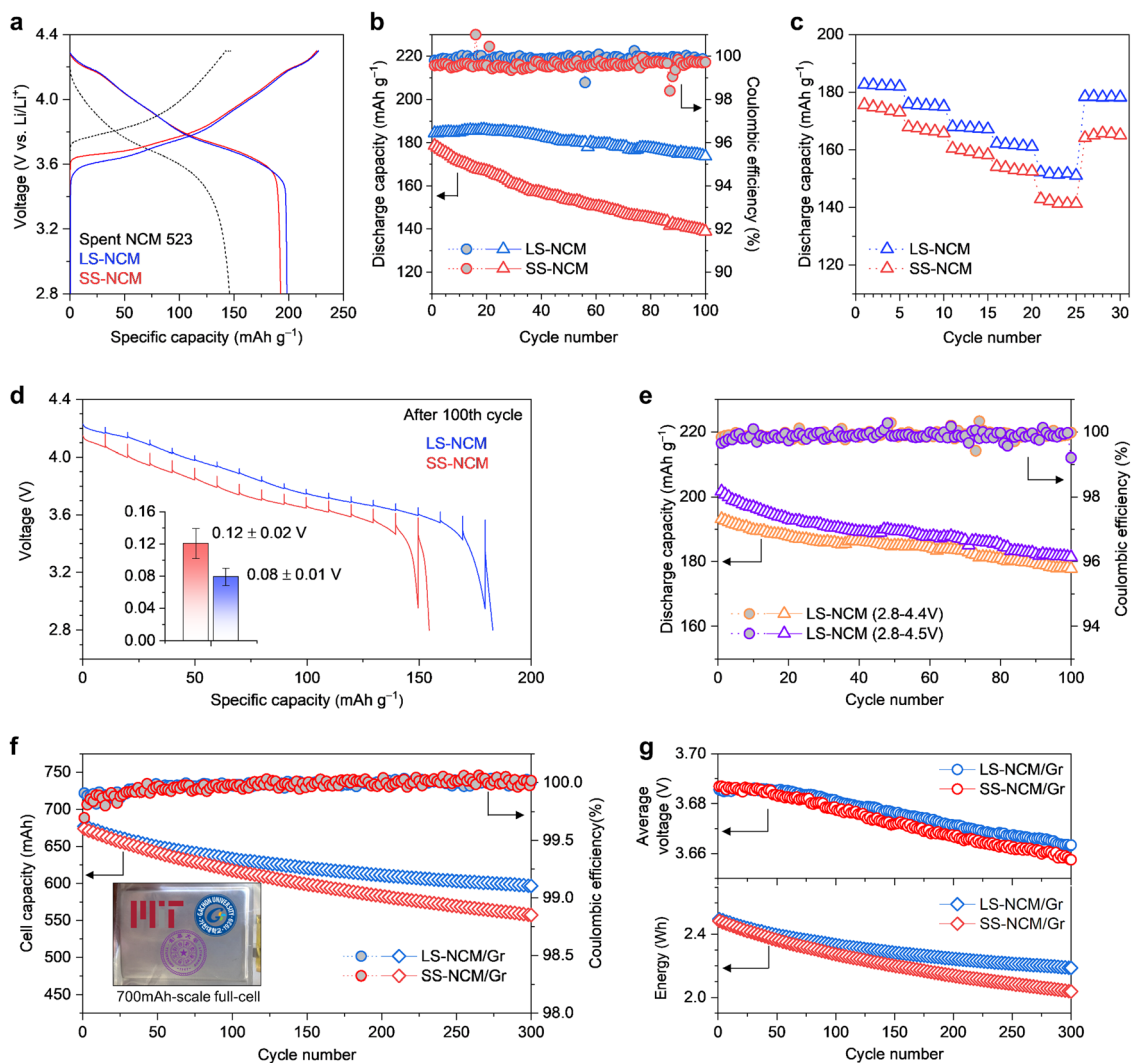 a
4.4
4.0
3.6
3.2
2.8
Voltage (V vs. Li/Li⁺)
Spent NCM 523
LS-NCM
SS-NCM
0 50 100 150 200 250
Specific capacity (mAh g⁻¹)
b
220
200
180
160
140
120
Discharge capacity (mAh g⁻¹)
100
98
96
94
92
90
Coulombic efficiency (%)
LS-NCM
SS-NCM
0 20 40 60 80 100
Cycle number
c
200
180
160
140
120
Discharge capacity (mAh g⁻¹)
LS-NCM
SS-NCM
0 5 10 15 20 25 30
Cycle number
d
4.4
4.0
3.6
3.2
2.8
Voltage (V)
After 100th cycle
LS-NCM
SS-NCM
0.16
0.12
0.08
0.04
0.00
0.12 ± 0.02 V
0.08 ± 0.01 V
0 50 100 150 200
Specific capacity (mAh g⁻¹)
e
220
200
180
160
Discharge capacity (mAh g⁻¹)
100
98
96
94
Coulombic efficiency (%)
LS-NCM (2.8-4.4V)
LS-NCM (2.8-4.5V)
0 20 40 60 80 100
Cycle number
f
750
700
650
600
550
500
450
Cell capacity (mAh)
100.0
99.5
99.0
98.5
98.0
Coulombic efficiency(%)
MIT
GACHON UNIVERSITY
700mAh-scale full-cell
LS-NCM/Gr
SS-NCM/Gr
0 50 100 150 200 250 300
Cycle number
g
3.70
3.68
3.66
Average
voltage (V)
LS-NCM/Gr
SS-NCM/Gr
2.4
2.0
Energy (Wh)
LS-NCM/Gr
SS-NCM/Gr
0 50 100 150 200 250 300
Cycle number